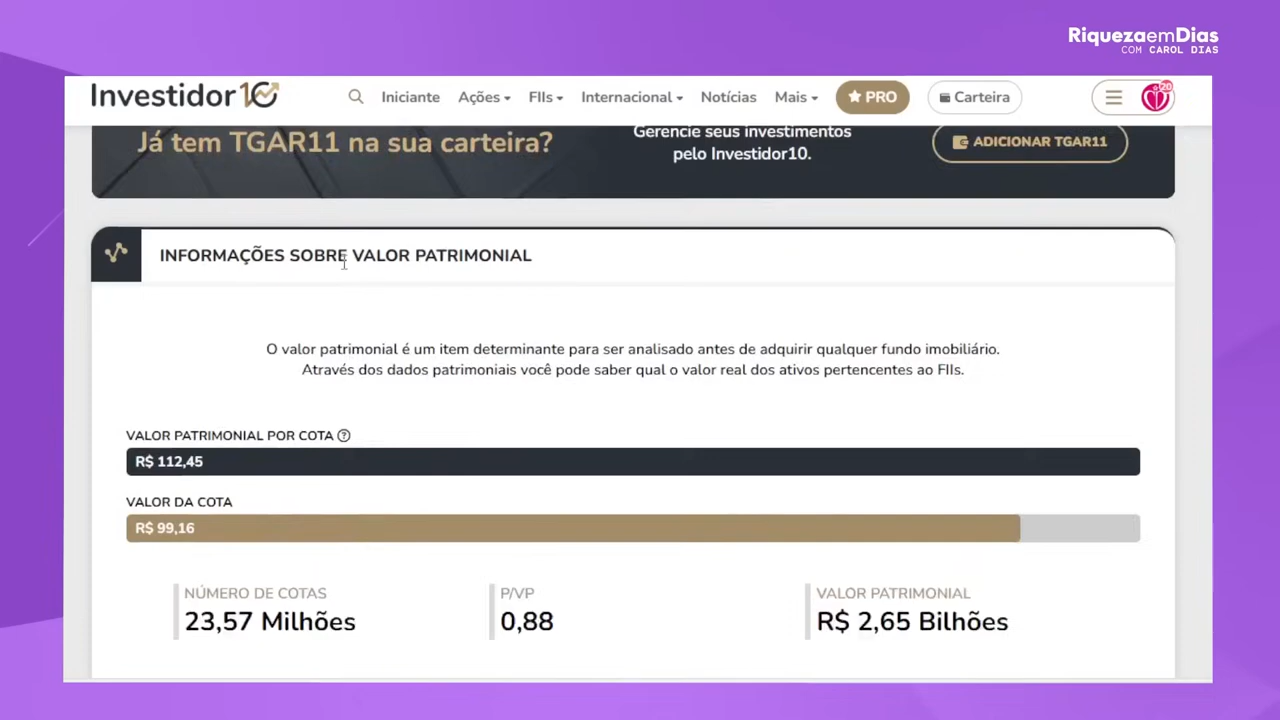 RiquezaemDias
COM CAROL DIAS
Investidor10
Iniciante
Ações
FIIs
Internacional
Notícias
Mais
PRO
Carteira
+20
Já tem TGAR11 na sua carteira?
Gerencie seus investimentos
pelo Investidor10.
ADICIONAR TGAR11
INFORMAÇÕES SOBRE VALOR PATRIMONIAL
O valor patrimonial é um item determinante para ser analisado antes de adquirir qualquer fundo imobiliário.
Através dos dados patrimoniais você pode saber qual o valor real dos ativos pertencentes ao FIIs.
VALOR PATRIMONIAL POR COTA ?
R$ 112,45
VALOR DA COTA
R$ 99,16
NÚMERO DE COTAS
23,57 Milhões
P/VP
0,88
VALOR PATRIMONIAL
R$ 2,65 Bilhões